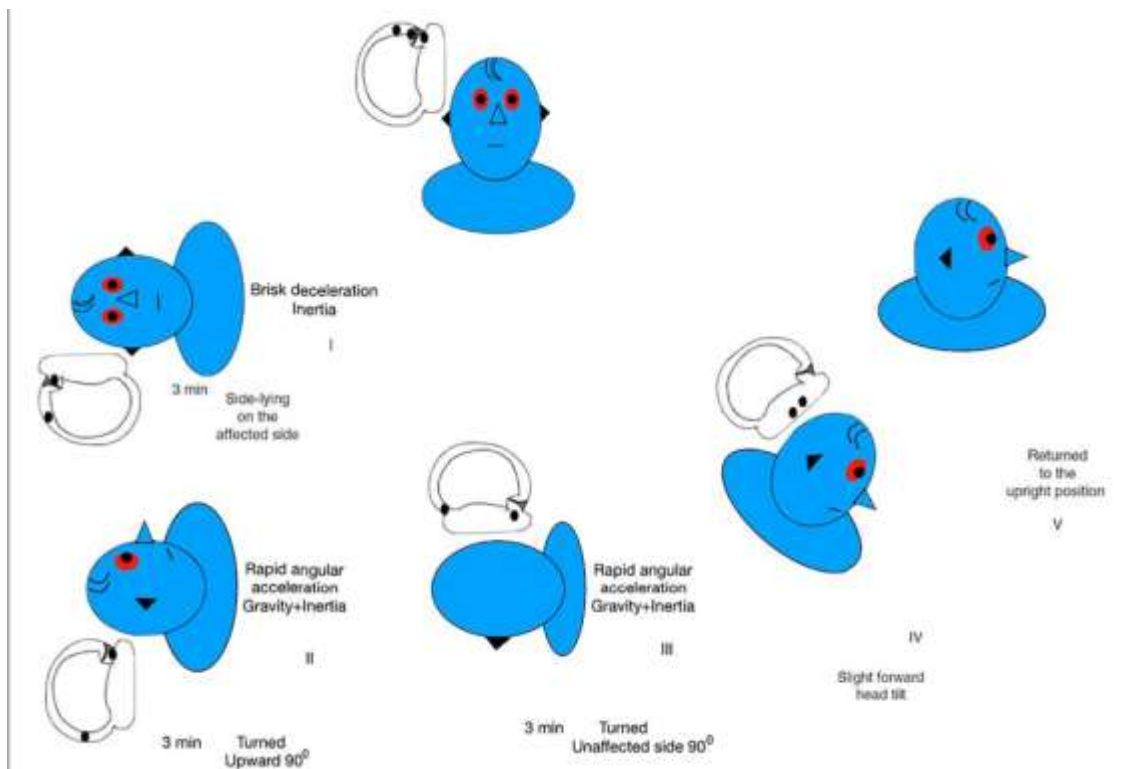 Brisk deceleration
Inertia
I
3 min
Side-lying
on the
affected side
Rapid angular
acceleration
Gravity+Inertia
II
3 min Turned
Upward 90⁰
Rapid angular
acceleration
Gravity+Inertia
III
3 min Turned
Unaffected side 90⁰
IV
Slight forward
head tilt
Returned
to the
upright position
V